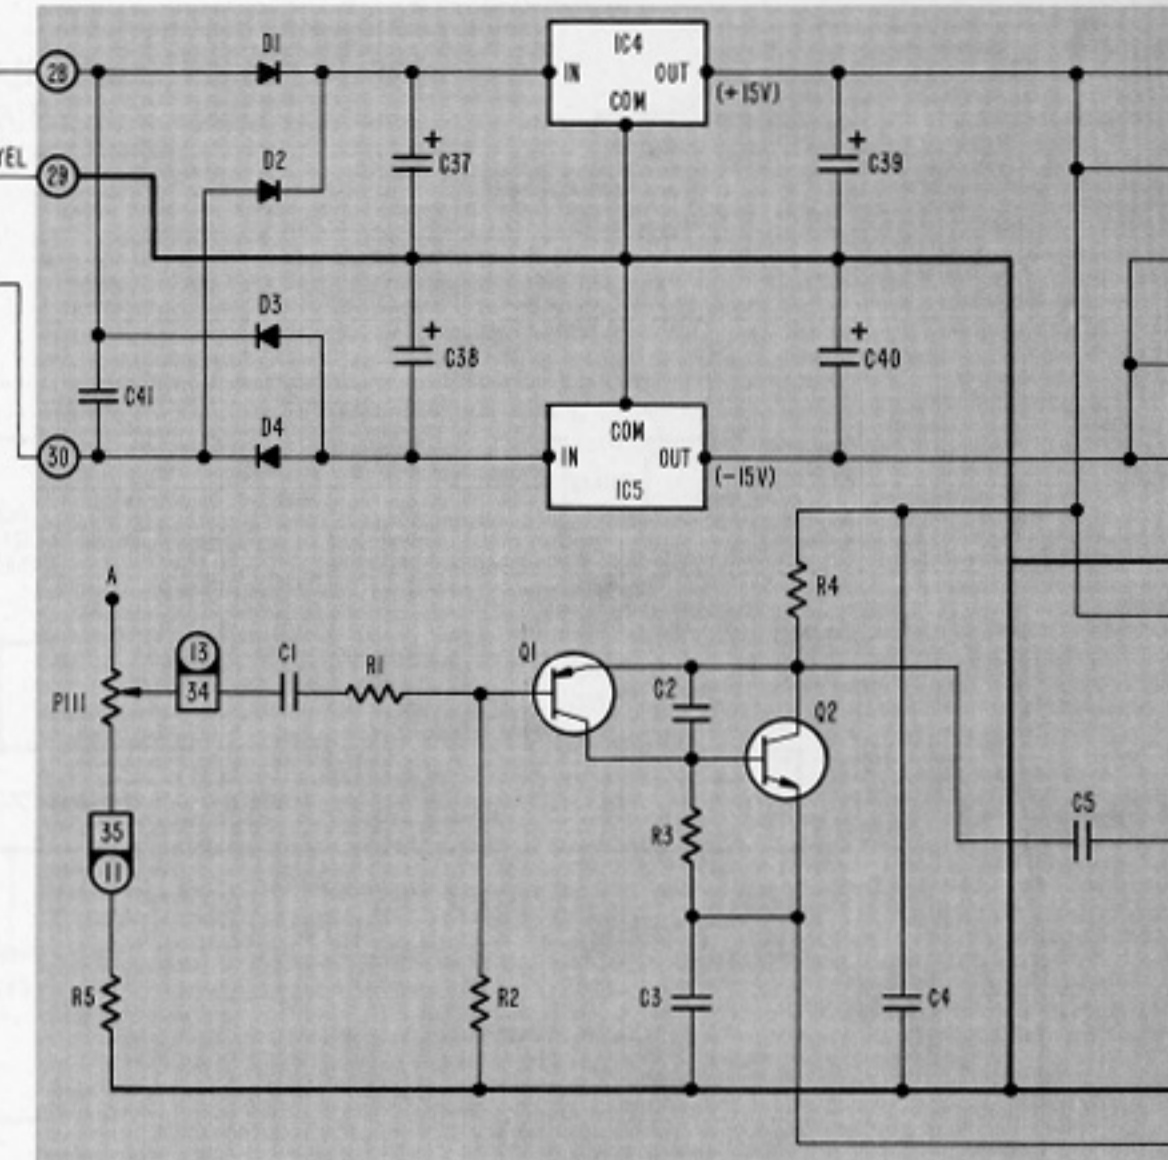 28
D1
IC4
IN
OUT
COM
(+15V)
YEL
29
D2
+
C37
+
C39
D3
+
C38
+
C40
C41
30
D4
COM
IN
OUT
IC5
(-15V)
A
R4
13
34
C1
R1
Q1
P111
C2
Q2
35
11
R3
C5
R5
R2
C3
C4